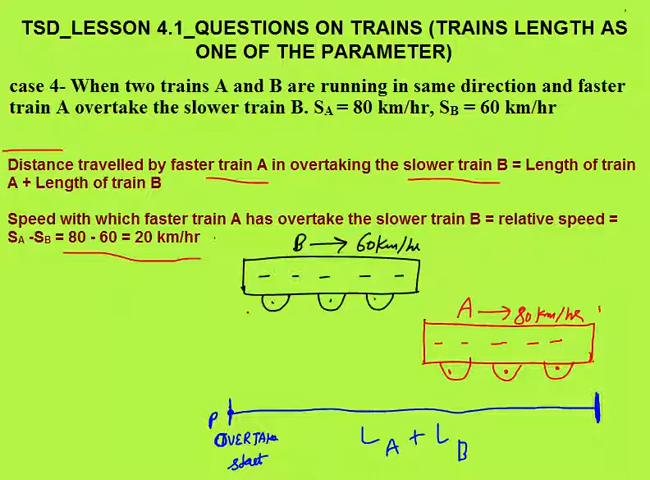 TSD_LESSON 4.1_QUESTIONS ON TRAINS (TRAINS LENGTH AS
ONE OF THE PARAMETER)
case 4- When two trains A and B are running in same direction and faster
train A overtake the slower train B. SA = 80 km/hr, SB = 60 km/hr
Distance travelled by faster train A in overtaking the slower train B = Length of train
A + Length of train B
Speed with which faster train A has overtake the slower train B = relative speed =
SA -SB = 80 - 60 = 20 km/hr
B → 60km/hr
A → 80 km/hr
P
OVERTAKE
start
LA + LB